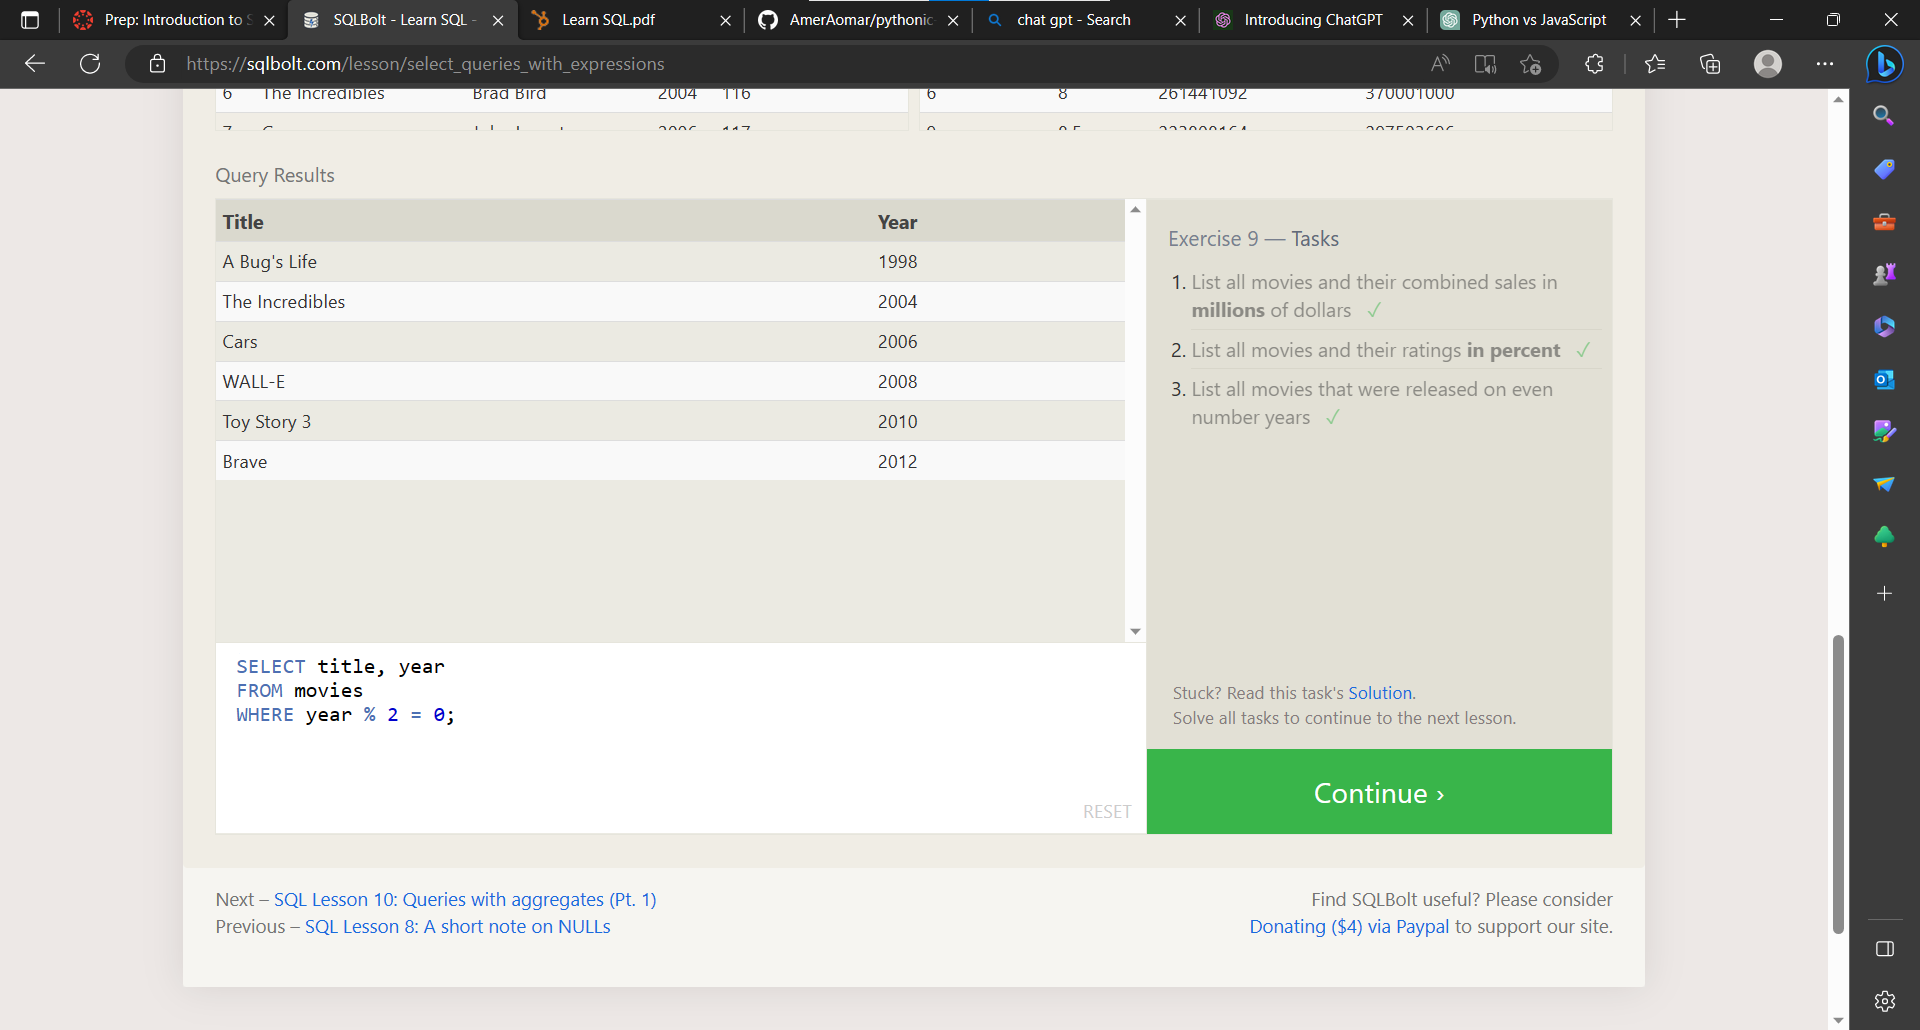 Prep: Introduction to S
SQLBolt - Learn SQL -
Learn SQL.pdf
AmerAomar/pythonic
chat gpt - Search
Introducing ChatGPT
Python vs JavaScript
https://sqlbolt.com/lesson/select_queries_with_expressions
6 The Incredibles Brad Bird 2004 116
6 8 261441092 370001000
Query Results
Title Year
A Bug's Life 1998
The Incredibles 2004
Cars 2006
WALL-E 2008
Toy Story 3 2010
Brave 2012
SELECT title, year
FROM movies
WHERE year % 2 = 0;
RESET
Exercise 9 — Tasks
1. List all movies and their combined sales in
millions of dollars ✓
2. List all movies and their ratings in percent ✓
3. List all movies that were released on even
number years ✓
Stuck? Read this task's Solution.
Solve all tasks to continue to the next lesson.
Continue ›
Next – SQL Lesson 10: Queries with aggregates (Pt. 1)
Previous – SQL Lesson 8: A short note on NULLs
Find SQLBolt useful? Please consider
Donating ($4) via Paypal to support our site.